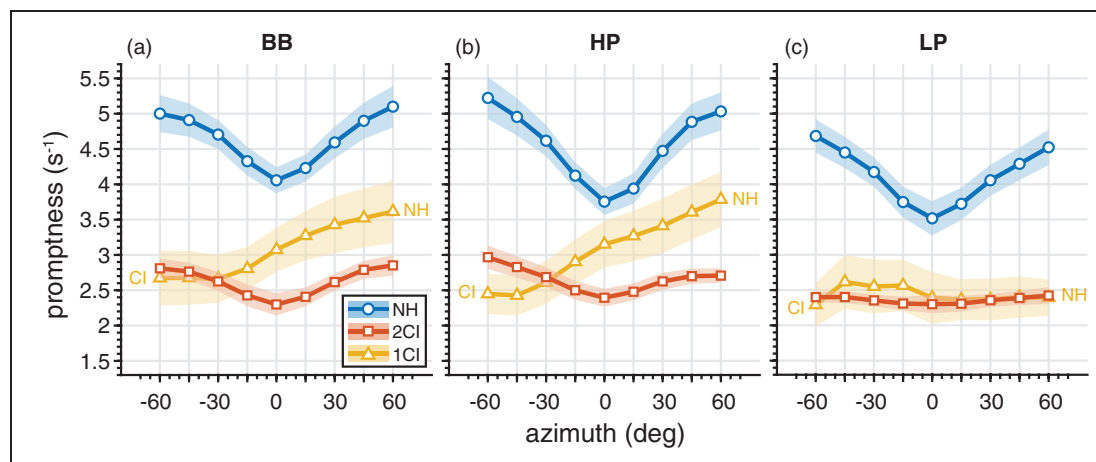 (a) BB
(b) HP
(c) LP
promptness (s-1)
5.5
5
4.5
4
3.5
3
2.5
2
1.5
CI
NH
NH
2CI
1CI
-60 -30 0 30 60
CI
NH
-60 -30 0 30 60
CI
NH
-60 -30 0 30 60
azimuth (deg)